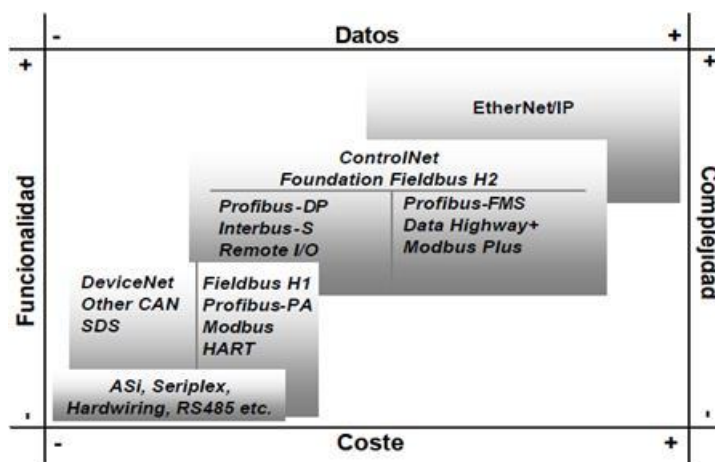 - Datos +
+ Funcionalidad -
+ Complejidad -
EtherNet/IP
ControlNet
Foundation Fieldbus H2
Profibus-DP
Interbus-S
Remote I/O
Profibus-FMS
Data Highway+
Modbus Plus
DeviceNet
Other CAN
SDS
Fieldbus H1
Profibus-PA
Modbus
HART
ASi, Seriplex,
Hardwiring, RS485 etc.
- Coste +